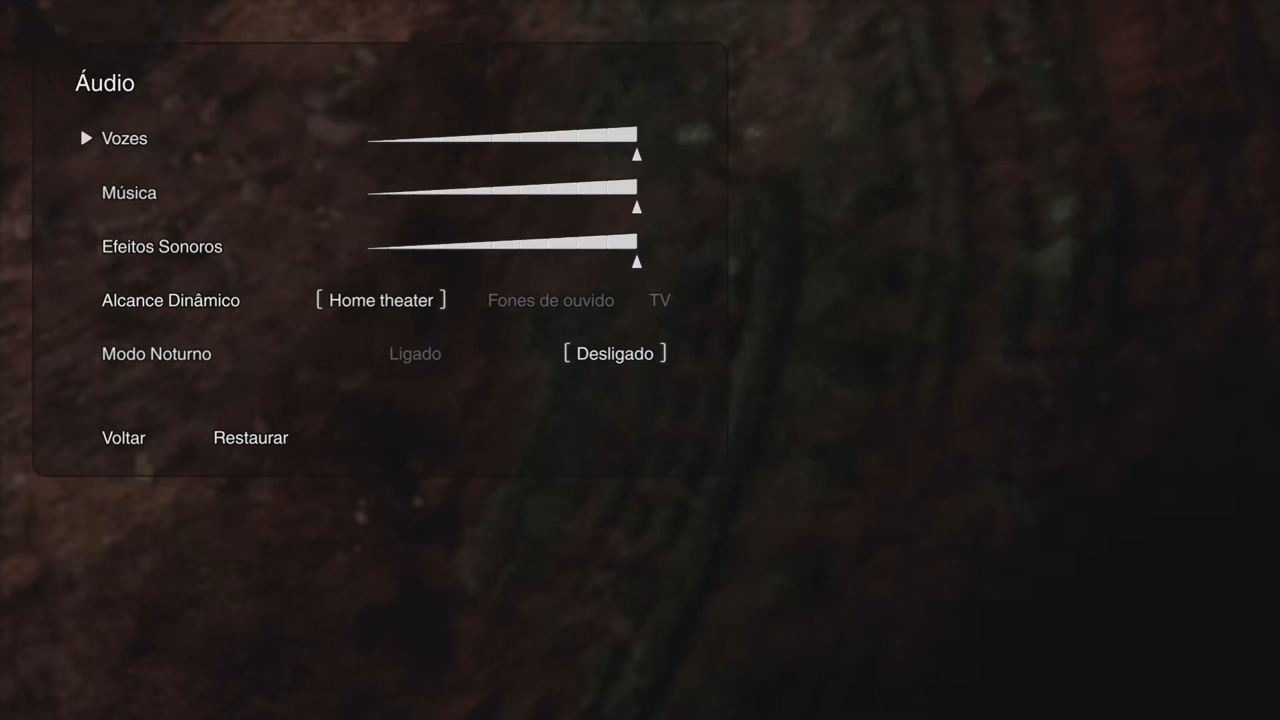 Áudio
Vozes
Música
Efeitos Sonoros
Alcance Dinâmico [ Home theater ] Fones de ouvido TV
Modo Noturno Ligado [ Desligado ]
Voltar Restaurar